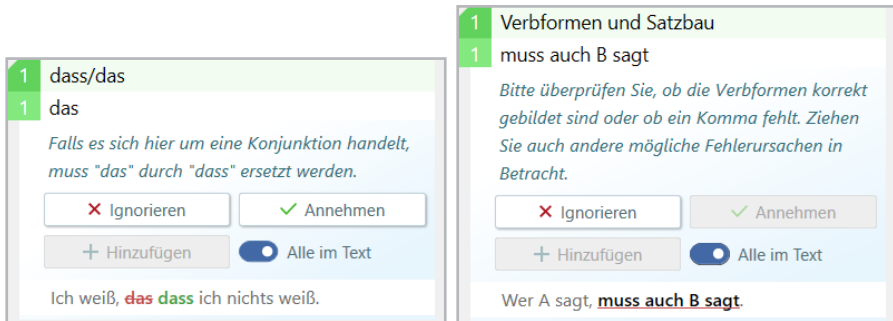 1 dass/das
1 das
Falls es sich hier um eine Konjunktion handelt,
muss "das" durch "dass" ersetzt werden.
Ignorieren
Annehmen
Hinzufügen
Alle im Text
Ich weiß, das dass ich nichts weiß.
1 Verbformen und Satzbau
1 muss auch B sagt
Bitte überprüfen Sie, ob die Verbformen korrekt
gebildet sind oder ob ein Komma fehlt. Ziehen
Sie auch andere mögliche Fehlerursachen in
Betracht.
Ignorieren
Annehmen
Hinzufügen
Alle im Text
Wer A sagt, muss auch B sagt.